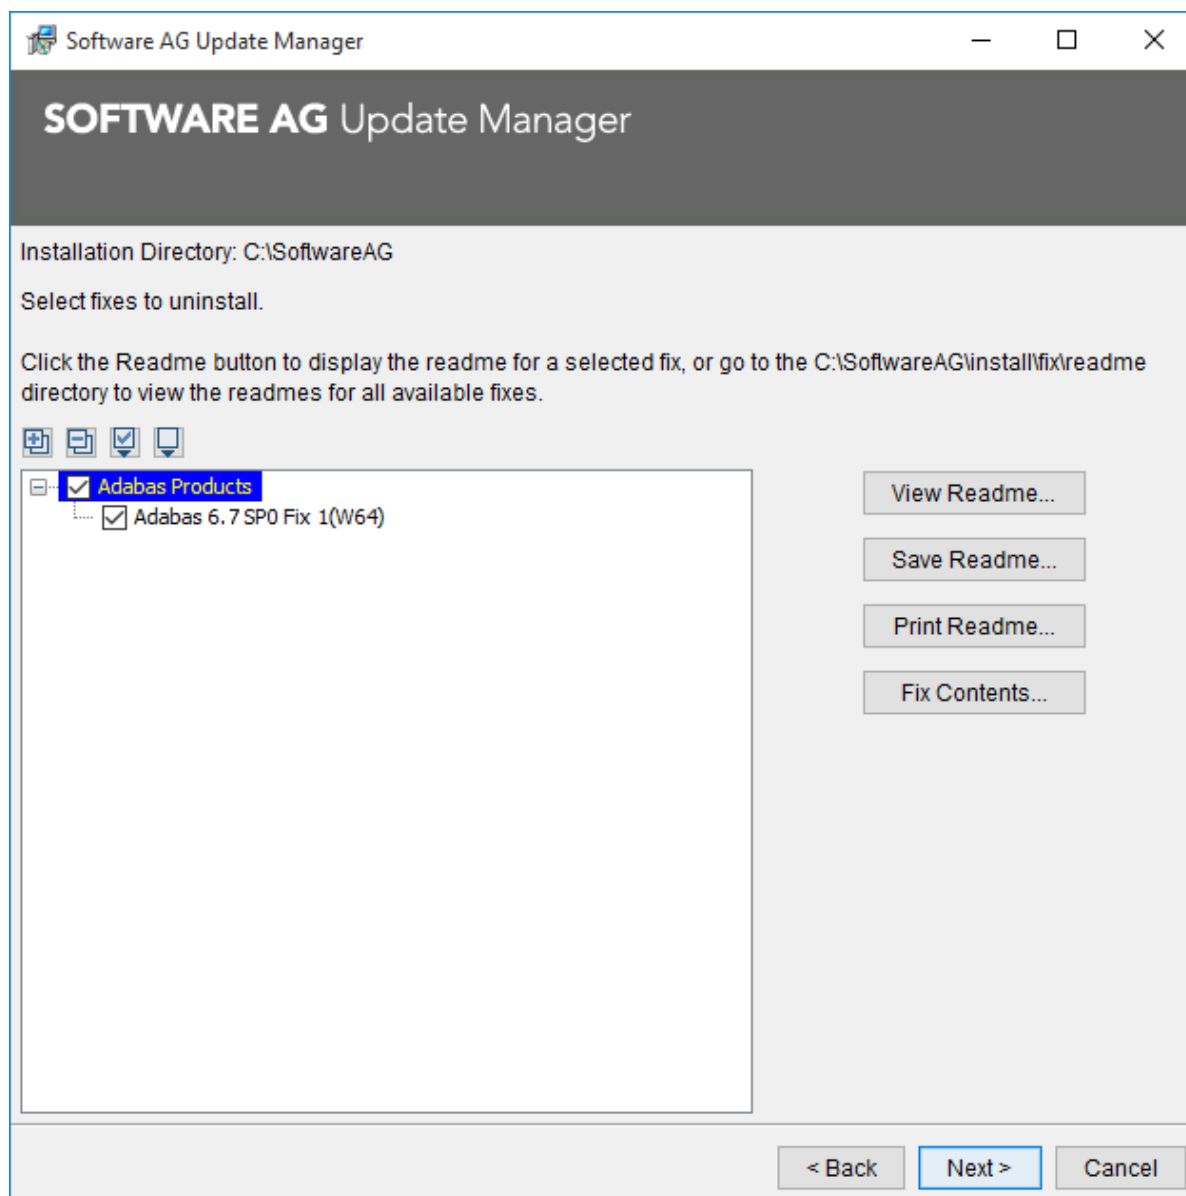 Software AG Update Manager
SOFTWARE AG Update Manager
Installation Directory: C:\SoftwareAG
Select fixes to uninstall.
Click the Readme button to display the readme for a selected fix, or go to the C:\SoftwareAG\install\fix\readme
directory to view the readmes for all available fixes.
Adabas Products
Adabas 6.7 SP0 Fix 1(W64)
View Readme...
Save Readme...
Print Readme...
Fix Contents...
< Back
Next >
Cancel